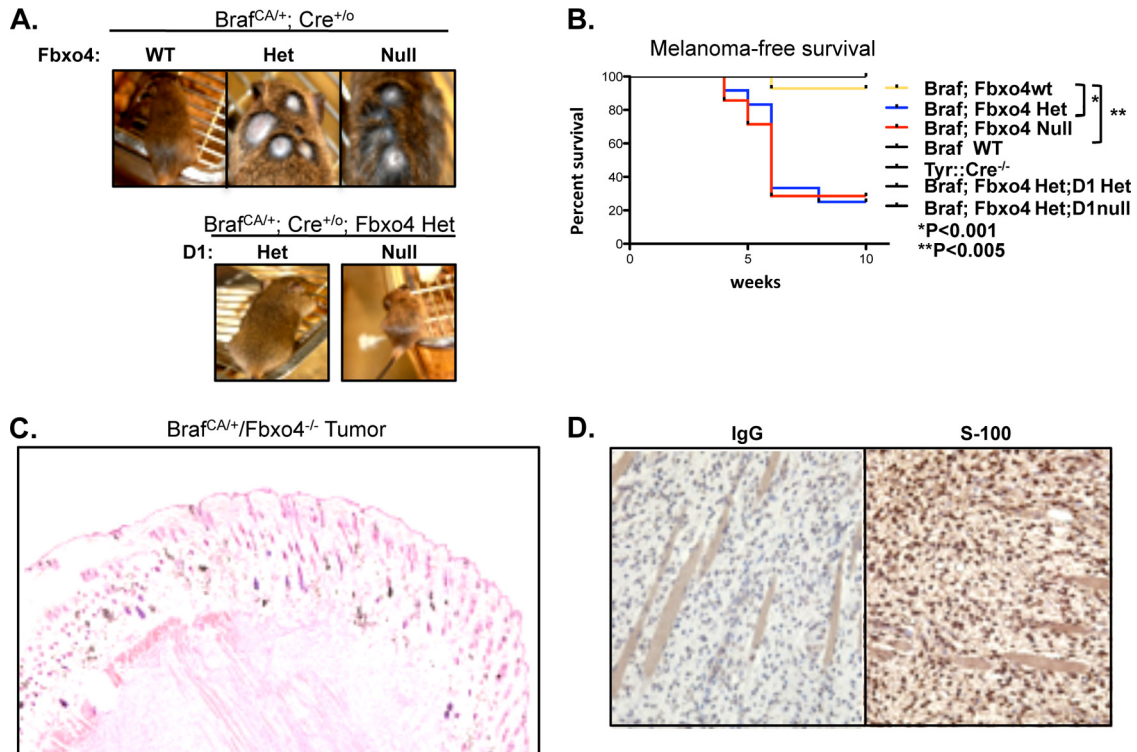 A.
Braf^CA/+; Cre^+/o
Fbxo4: WT Het Null
Braf^CA/+; Cre^+/o; Fbxo4 Het
D1: Het Null
B.
Melanoma-free survival
Percent survival
100
80
60
40
20
0
0 5 10
weeks
Braf; Fbxo4wt
Braf; Fbxo4 Het
Braf; Fbxo4 Null
Braf WT
Tyr::Cre^-/-
Braf; Fbxo4 Het;D1 Het
Braf; Fbxo4 Het;D1null
*
**
*P<0.001
**P<0.005
C.
Braf^CA/+/Fbxo4^-/- Tumor
D.
IgG S-100